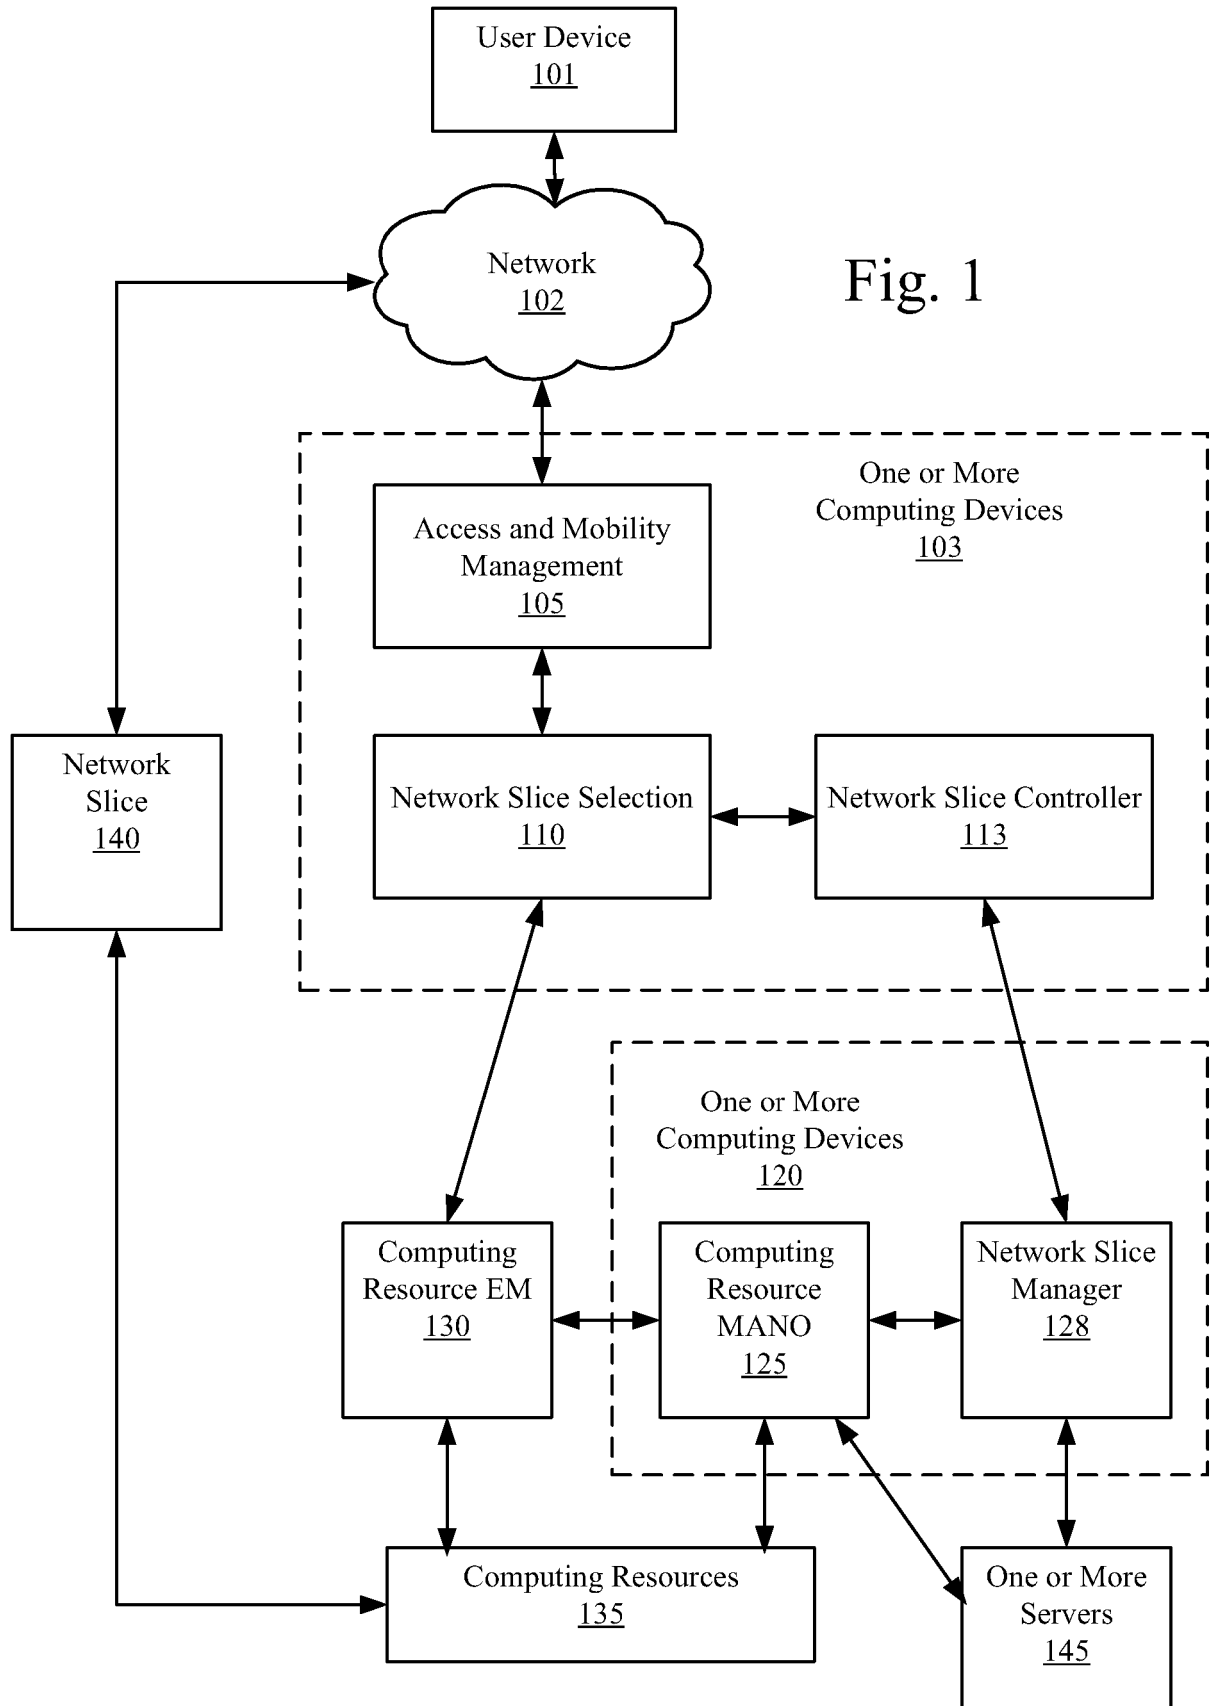 User Device
101
Network
102
Fig. 1
One or More
Computing Devices
103
Access and Mobility
Management
105
Network
Slice
140
Network Slice Selection
110
Network Slice Controller
113
One or More
Computing Devices
120
Computing
Resource EM
130
Computing
Resource
MANO
125
Network Slice
Manager
128
Computing Resources
135
One or More
Servers
145